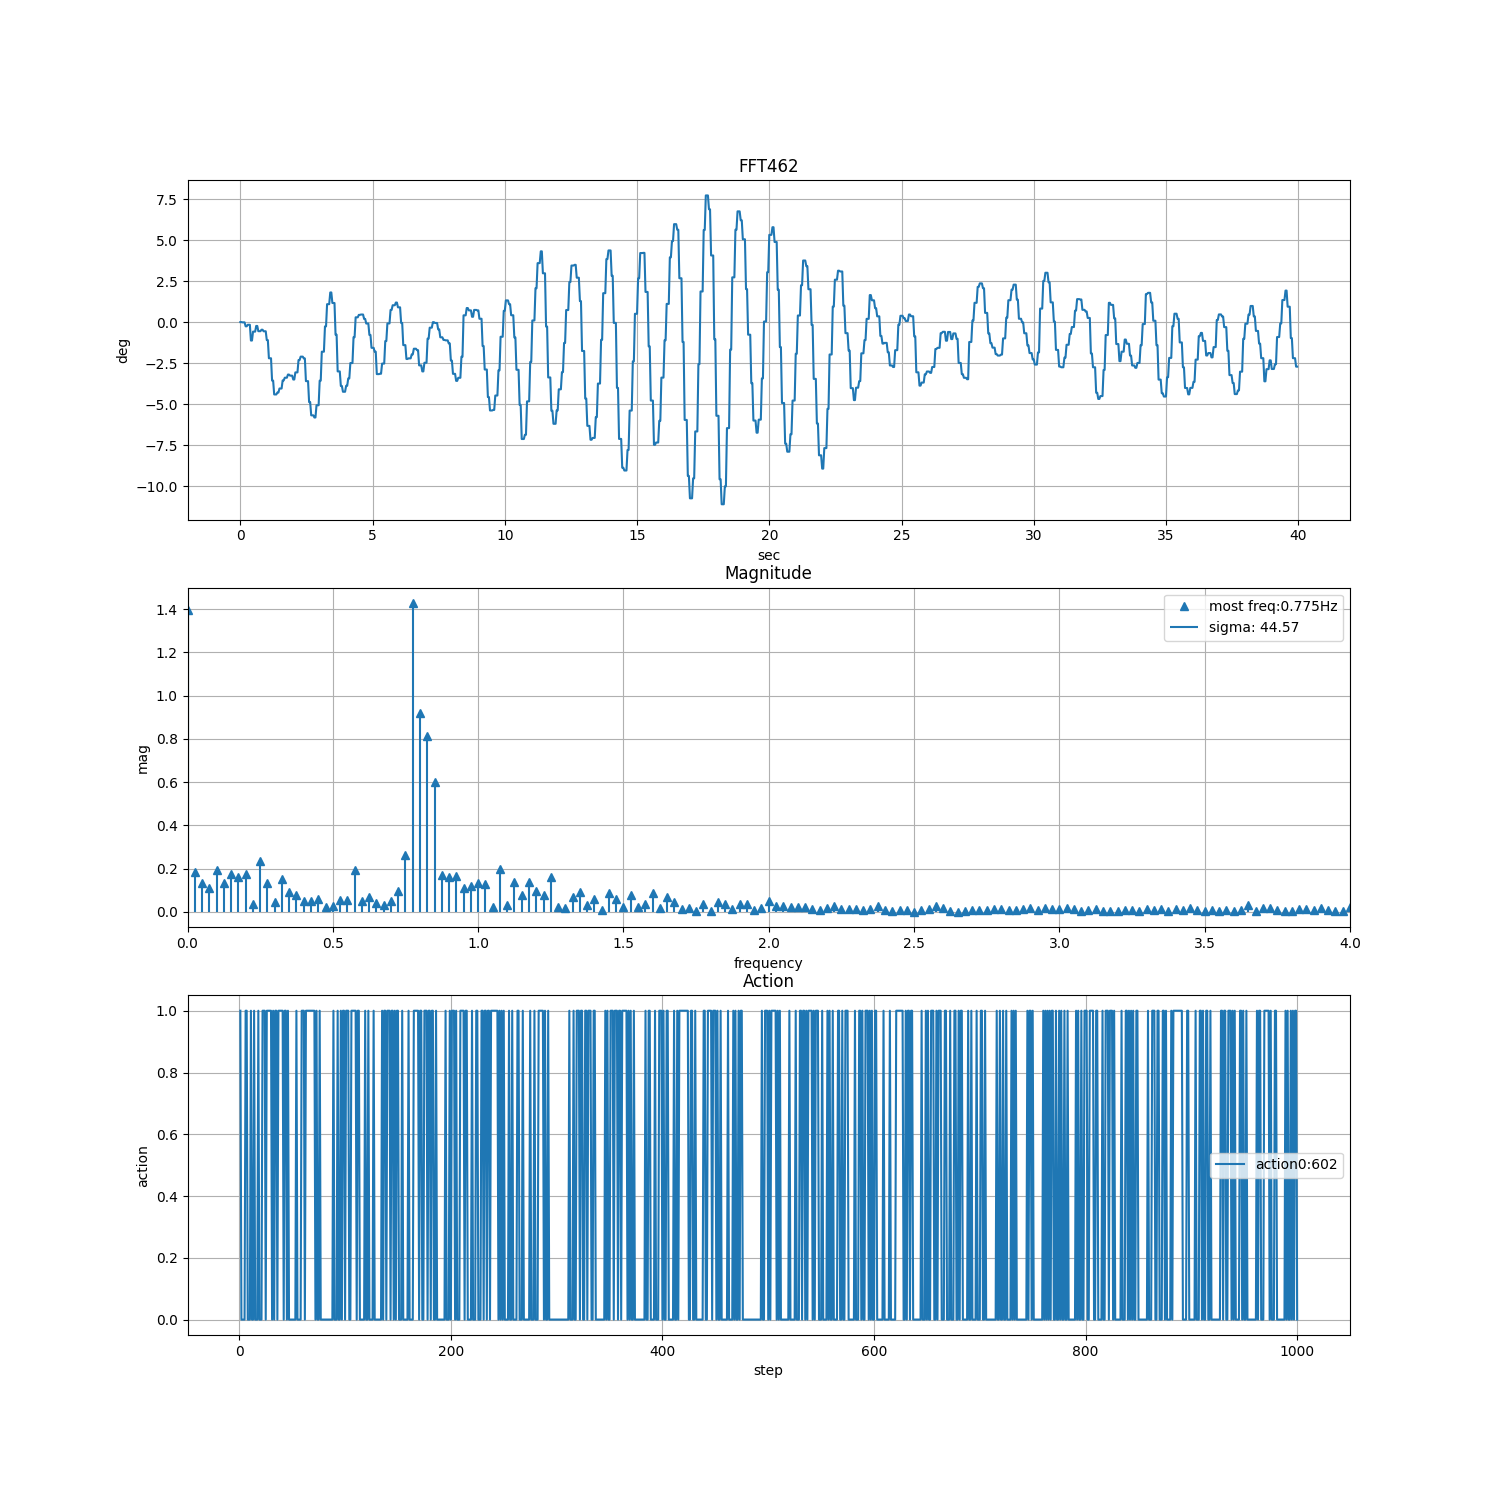 FFT462
7.5
5.0
2.5
0.0
−2.5
−5.0
−7.5
−10.0
deg
0 5 10 15 20 25 30 35 40
sec
Magnitude
most freq:0.775Hz
sigma: 44.57
1.4
1.2
1.0
0.8
0.6
0.4
0.2
0.0
mag
0.0 0.5 1.0 1.5 2.0 2.5 3.0 3.5 4.0
frequency
Action
1.0
0.8
0.6
0.4
0.2
0.0
action
action0:602
0 200 400 600 800 1000
step